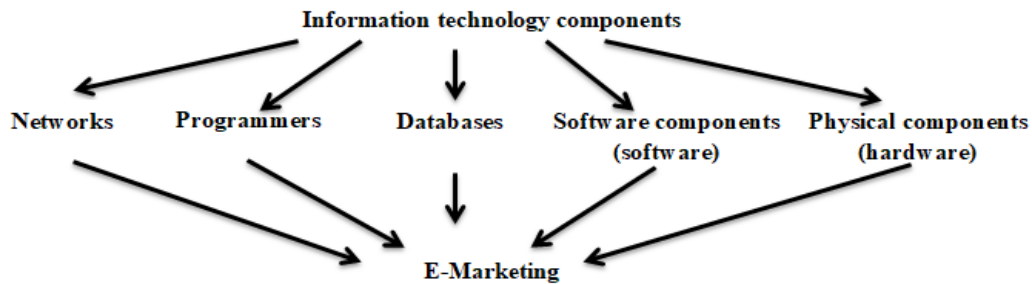 Information technology components
Networks
Programmers
Databases
Software components
(software)
Physical components
(hardware)
E-Marketing